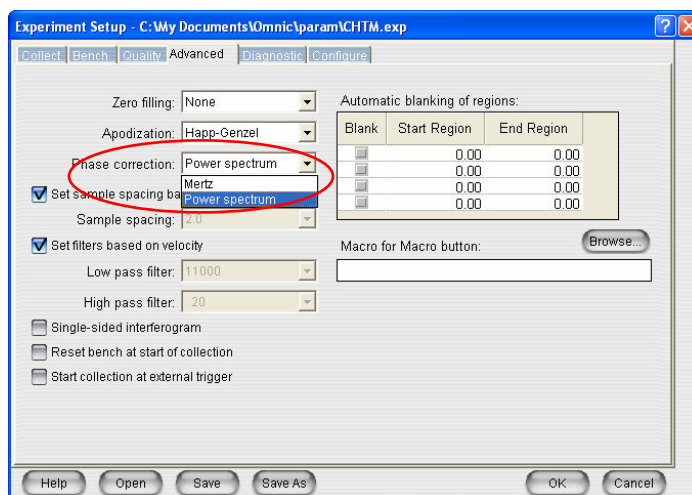 Experiment Setup - C:\My Documents\Omnic\param\CHTM.exp
Collect Bench Quality Advanced Diagnostic Configure
Zero filling: None
Apodization: Happ-Genzel
Phase correction: Power spectrum
Mertz
Power spectrum
Set sample spacing ba
Sample spacing: 2.0
Set filters based on velocity
Low pass filter: 11000
High pass filter: 20
Single-sided interferogram
Reset bench at start of collection
Start collection at external trigger
Automatic blanking of regions:
Blank Start Region End Region
0.00 0.00
0.00 0.00
0.00 0.00
0.00 0.00
Browse...
Macro for Macro button:
Help Open Save Save As OK Cancel